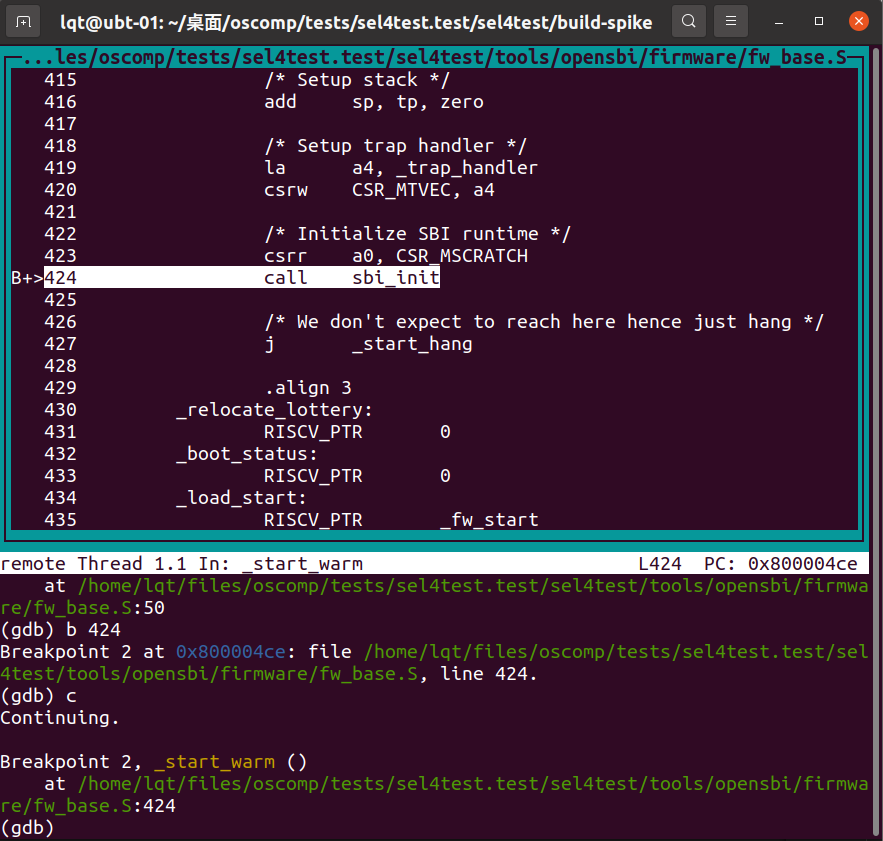 lqt@ubt-01: ~/桌面/oscomp/tests/sel4test.test/sel4test/build-spike
...les/oscomp/tests/sel4test.test/sel4test/tools/opensbi/firmware/fw_base.S
415                 /* Setup stack */
416                 add     sp, tp, zero
417
418                 /* Setup trap handler */
419                 la      a4, _trap_handler
420                 csrw    CSR_MTVEC, a4
421
422                 /* Initialize SBI runtime */
423                 csrr    a0, CSR_MSCRATCH
B+>424                 call    sbi_init
425
426                 /* We don't expect to reach here hence just hang */
427                 j       _start_hang
428
429                 .align 3
430         _relocate_lottery:
431                 RISCV_PTR       0
432         _boot_status:
433                 RISCV_PTR       0
434         _load_start:
435                 RISCV_PTR       _fw_start
remote Thread 1.1 In: _start_warm                         L424  PC: 0x800004ce
    at /home/lqt/files/oscomp/tests/sel4test.test/sel4test/tools/opensbi/firmwa
re/fw_base.S:50
(gdb) b 424
Breakpoint 2 at 0x800004ce: file /home/lqt/files/oscomp/tests/sel4test.test/sel
4test/tools/opensbi/firmware/fw_base.S, line 424.
(gdb) c
Continuing.

Breakpoint 2, _start_warm ()
    at /home/lqt/files/oscomp/tests/sel4test.test/sel4test/tools/opensbi/firmwa
re/fw_base.S:424
(gdb)